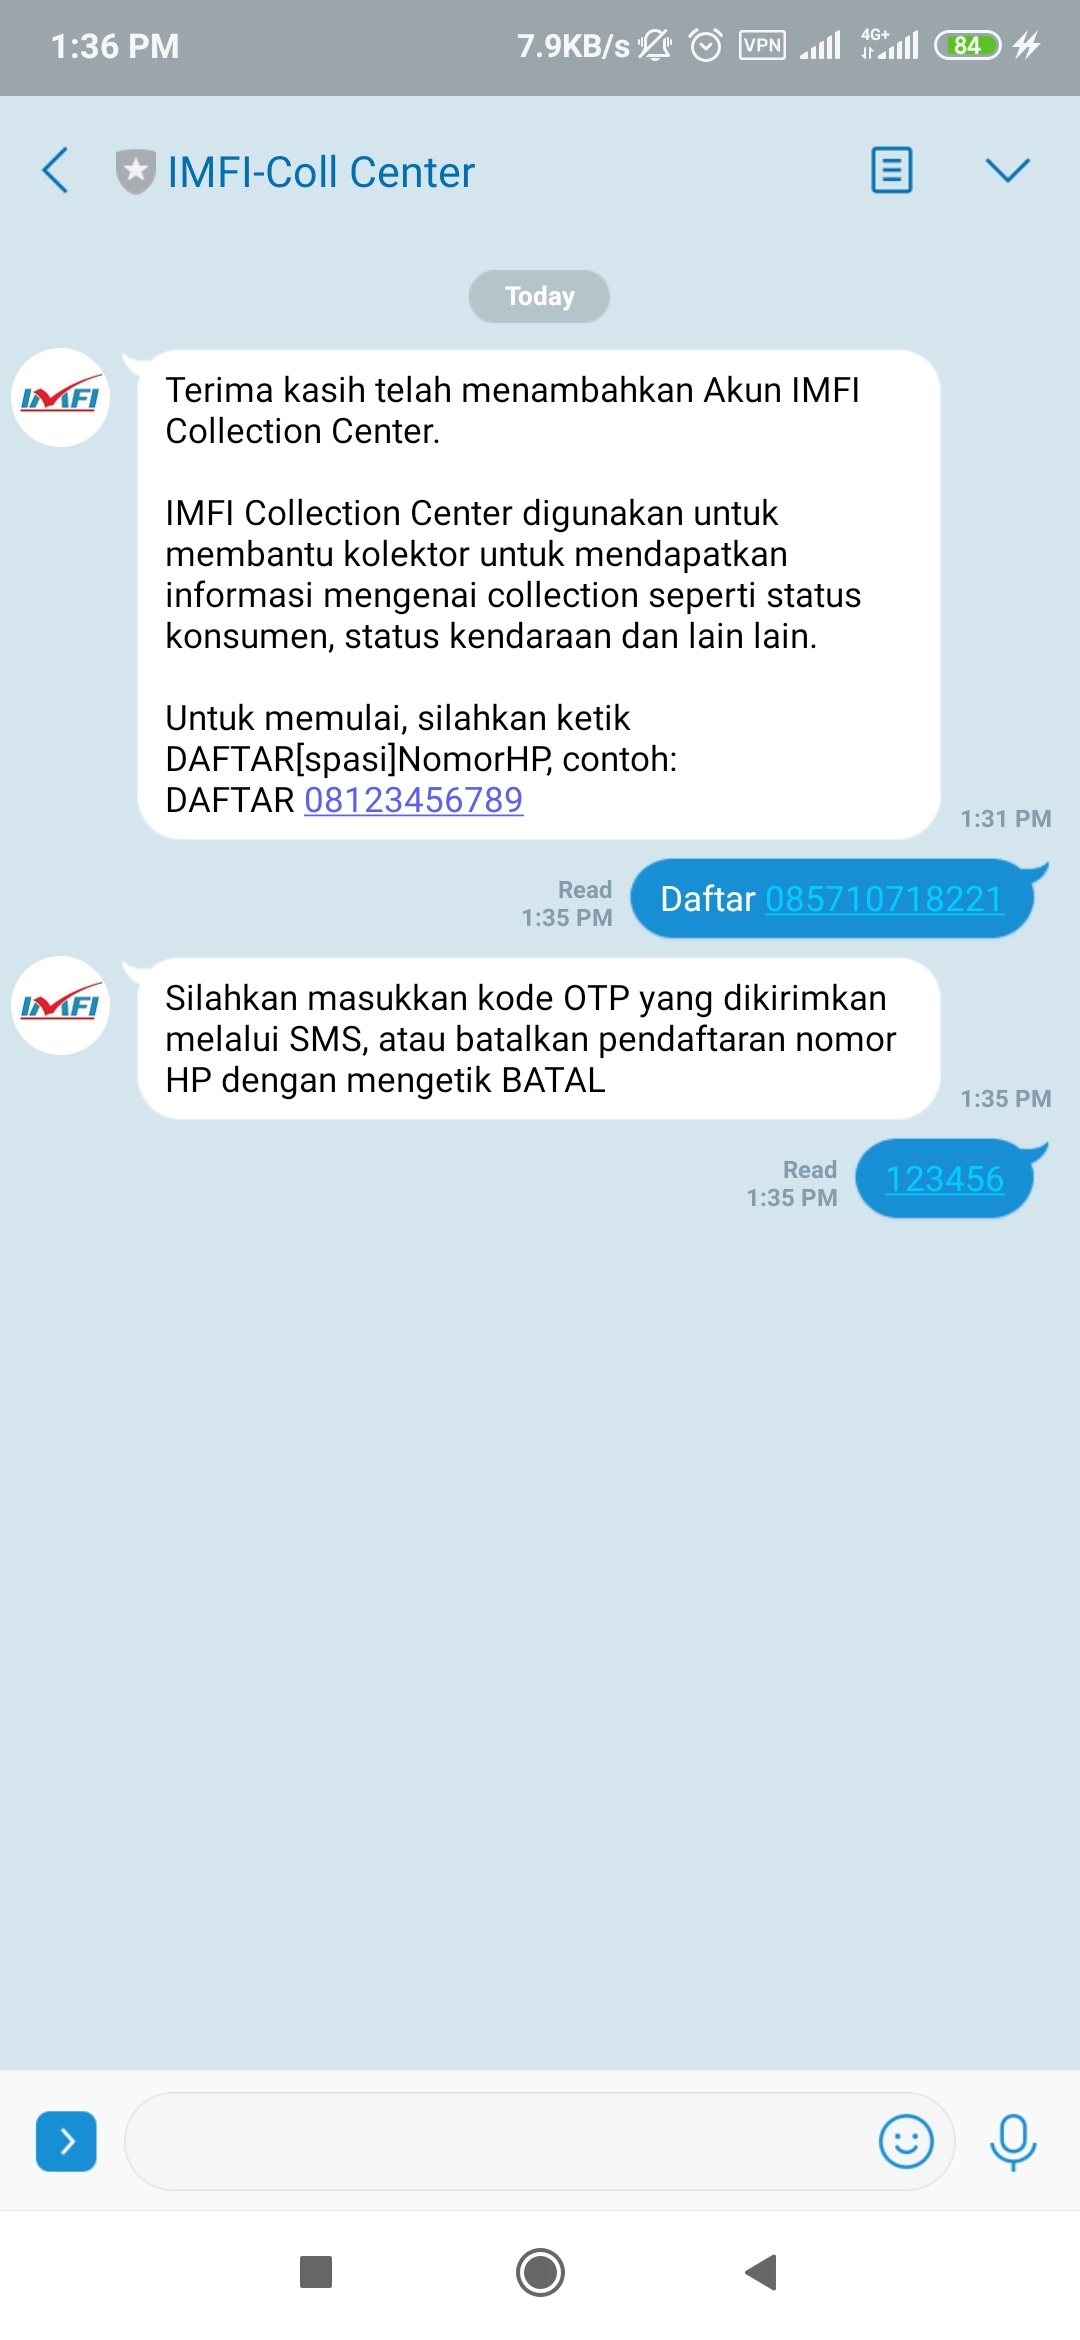 1:36 PM
7.9KB/s
VPN
4G+
84
IMFI-Coll Center
Today
IMFI
Terima kasih telah menambahkan Akun IMFI
Collection Center.
IMFI Collection Center digunakan untuk
membantu kolektor untuk mendapatkan
informasi mengenai collection seperti status
konsumen, status kendaraan dan lain lain.
Untuk memulai, silahkan ketik
DAFTAR[spasi]NomorHP, contoh:
DAFTAR 08123456789
1:31 PM
Read
1:35 PM
Daftar 085710718221
IMFI
Silahkan masukkan kode OTP yang dikirimkan
melalui SMS, atau batalkan pendaftaran nomor
HP dengan mengetik BATAL
1:35 PM
Read
1:35 PM
123456